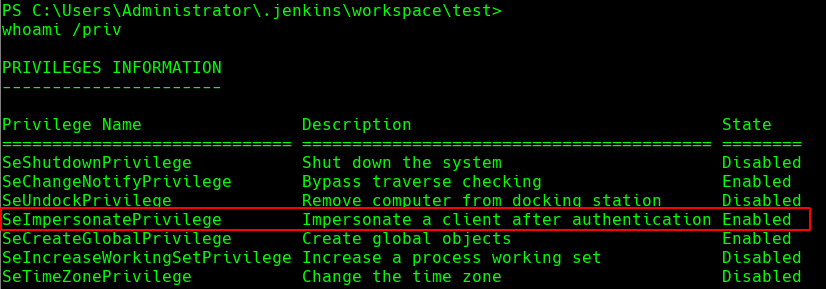 PS C:\Users\Administrator\.jenkins\workspace\test>
whoami /priv
PRIVILEGES INFORMATION
----------------------
Privilege Name                Description                               State
============================= ========================================= ========
SeShutdownPrivilege           Shut down the system                      Disabled
SeChangeNotifyPrivilege       Bypass traverse checking                  Enabled
SeUndockPrivilege             Remove computer from docking station      Disabled
SeImpersonatePrivilege        Impersonate a client after authentication Enabled
SeCreateGlobalPrivilege       Create global objects                     Enabled
SeIncreaseWorkingSetPrivilege Increase a process working set            Disabled
SeTimeZonePrivilege           Change the time zone                      Disabled